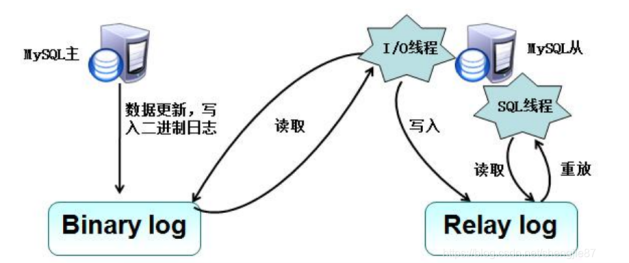 MySQL主
I/O线程
MySQL从
SQL线程
数据更新，写
入二进制日志
读取
写入
读取
重放
Binary log
Relay log